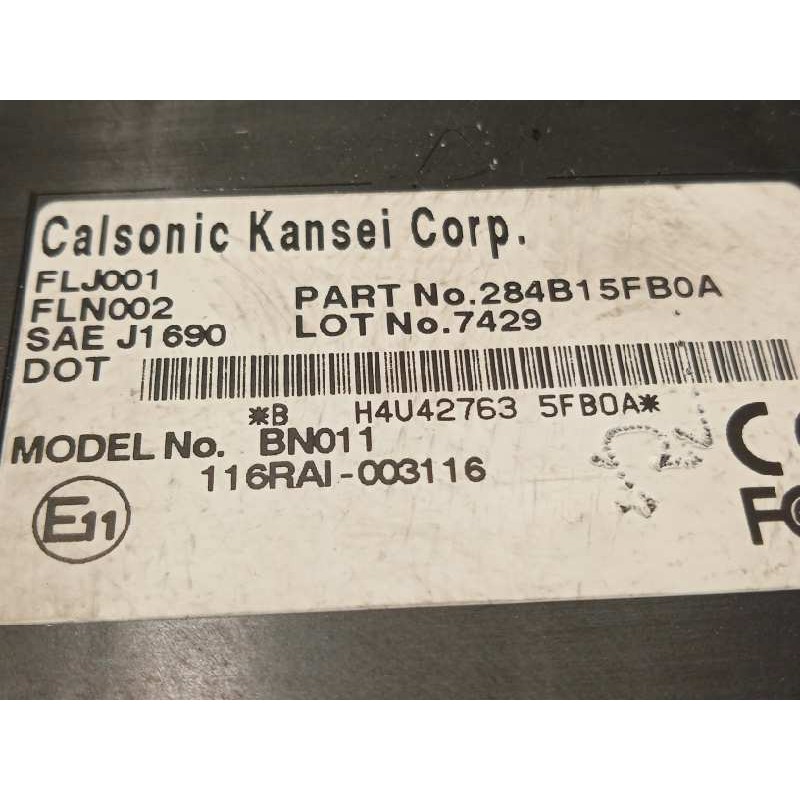 Calsonic Kansei Corp.
FLJ001
FLN002 PART No.284B15FB0A
SAE J1690 LOT No.7429
DOT
*B H4U42763 5FB0A*
MODEL No. BN011
116RAI-003116
E11